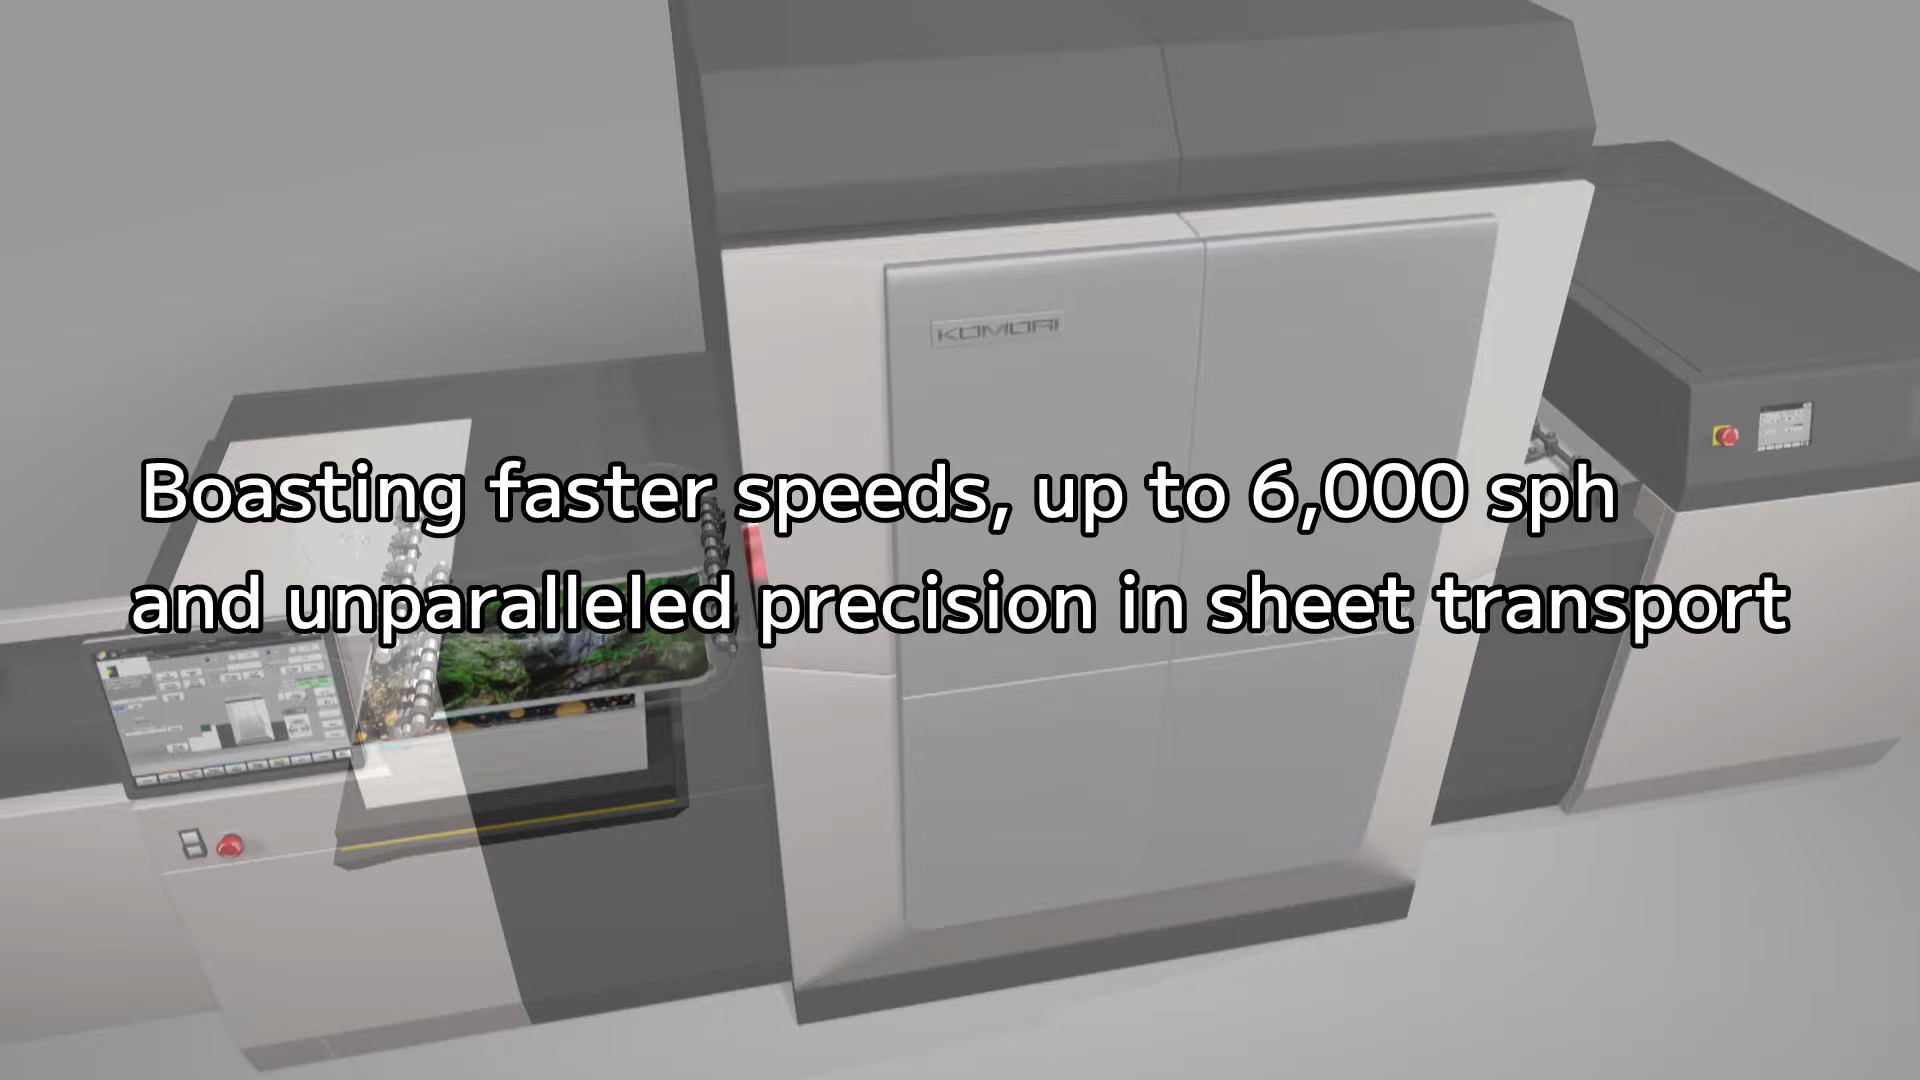 KOMORI
Boasting faster speeds, up to 6,000 sph
and unparalleled precision in sheet transport